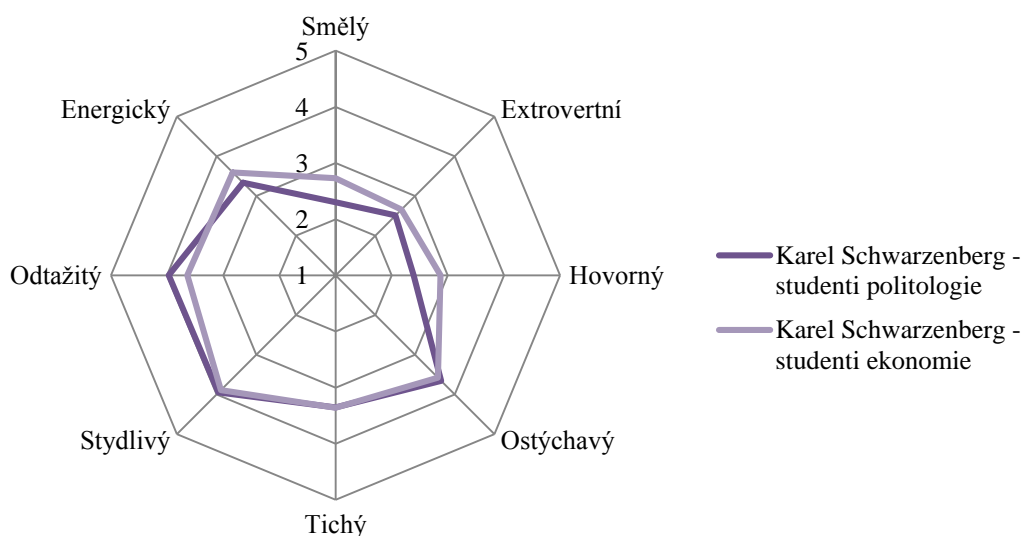 Smělý
5
Energický
4
Extrovertní
3
2
Odtažitý
1
Hovorný
Stydlivý
Ostýchavý
Tichý
Karel Schwarzenberg -
studenti politologie
Karel Schwarzenberg -
studenti ekonomie